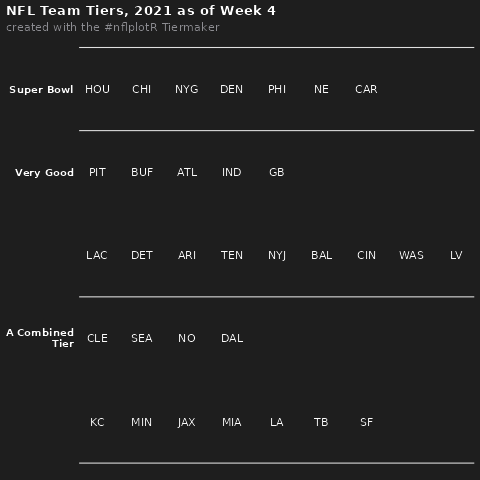 NFL Team Tiers, 2021 as of Week 4
created with the #nflplotR Tiermaker
Super Bowl HOU CHI NYG DEN PHI NE CAR
Very Good PIT BUF ATL IND GB
LAC DET ARI TEN NYJ BAL CIN WAS LV
A Combined
Tier CLE SEA NO DAL
KC MIN JAX MIA LA TB SF